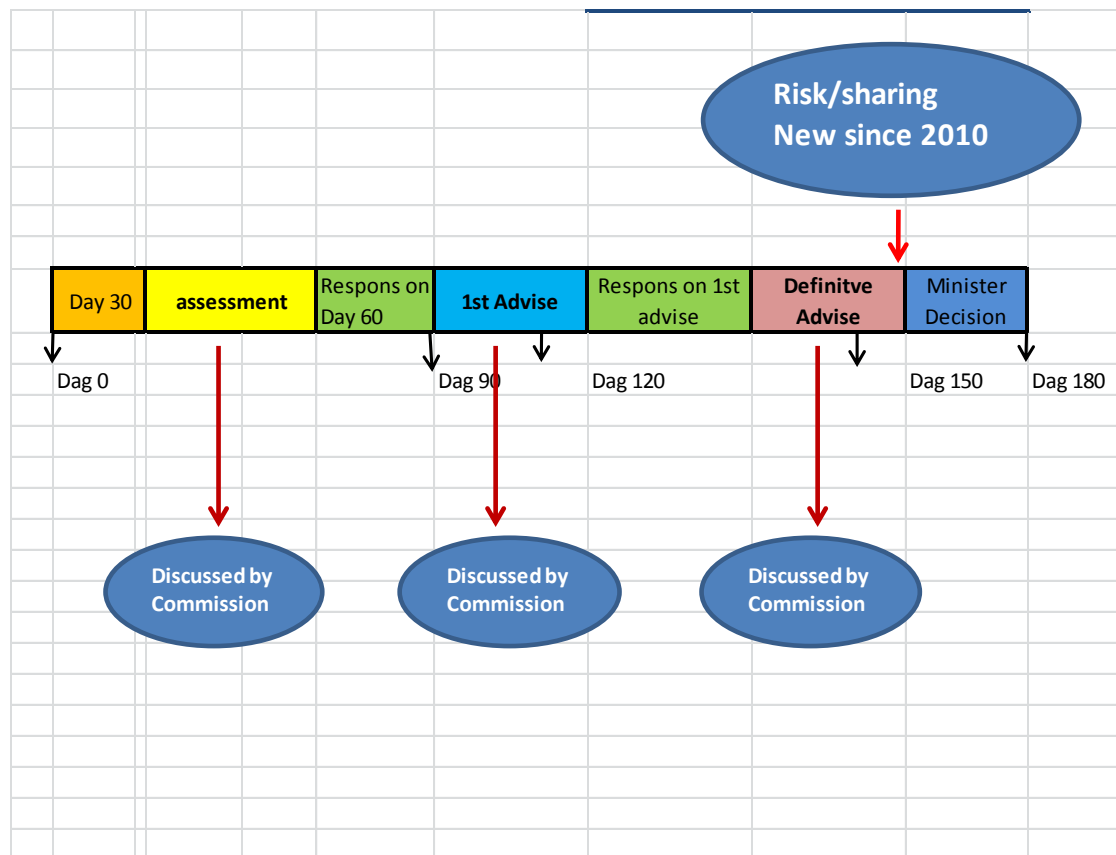 Risk/sharing
New since 2010
Day 30
assessment
Respons on
Day 60
1st Advise
Respons on 1st
advise
Definitve
Advise
Minister
Decision
Dag 0
Dag 90
Dag 120
Dag 150
Dag 180
Discussed by
Commission
Discussed by
Commission
Discussed by
Commission